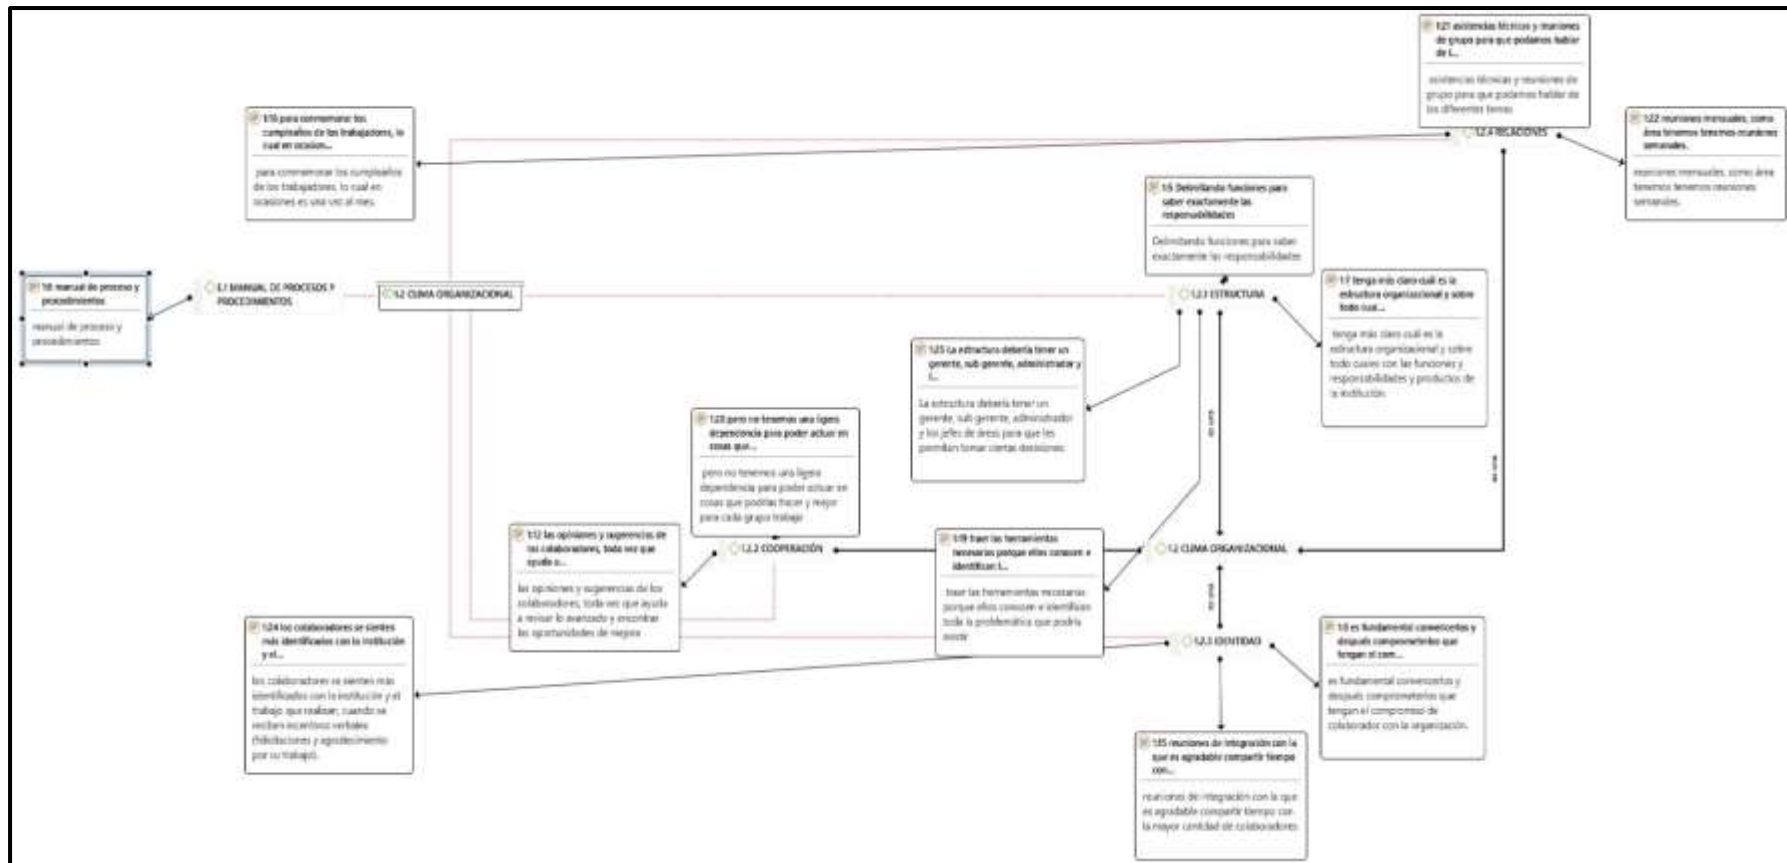 1:21 asistencias técnicas y reuniones
de grupo para que podamos hablar
de l...
asistencias técnicas y reuniones de
grupo para que podamos hablar de
los diferentes temas
1.2.4 RELACIONES
1:22 reuniones mensuales, como
área tenemos tenemos reuniones
semanales.
reuniones mensuales, como área
tenemos tenemos reuniones
semanales.
para conmemorar los
cumpleaños de los trabajadores, lo
cual en ocasion...
para conmemorar los cumpleaños
de los trabajadores, lo cual en
ocasiones es una vez al mes.
1:5 Delimitando funciones para
saber exactamente las
responsabilidades
Delimitando funciones para saber
exactamente las responsabilidades
manual de proceso y
procedimientos
manual de proceso y
procedimientos
MANUAL DE PROCESOS Y
PROCEDIMIENTOS
1.2 CLIMA ORGANIZACIONAL
1.2.1 ESTRUCTURA
1:7 tenga más claro cuál es la
estructura organizacional y sobre
todo cual...
tenga más claro cuál es la
estructura organizacional y sobre
todo cuales son las funciones y
responsabilidades y productos de
la institución.
La estructura debería tener un
gerente, sub gerente, administrador y
l...
La estructura debería tener un
gerente, sub gerente, administrador
y los jefes de áreas para que les
permitan tomar ciertas decisiones
es una
es una
pero no tenemos una ligera
dependencia para poder actuar en
cosas que...
pero no tenemos una ligera
dependencia para poder actuar en
cosas que podrías hacer y mejor
para cada grupo trabajo
1:12 las opiniones y sugerencias de
los colaboradores, toda vez que
ayuda a...
las opiniones y sugerencias de los
colaboradores, toda vez que ayuda
a revisar lo avanzado y encontrar
las oportunidades de mejora
1.2.2 COOPERACIÓN
1:19 traer las herramientas
necesarias porque ellos conocen e
identifican t...
traer las herramientas necesarias
porque ellos conocen e identifican
toda la problemática que podría
existir
1.2 CLIMA ORGANIZACIONAL
es una
1:24 los colaboradores se sienten
más identificados con la institución
y el...
los colaboradores se sienten más
identificados con la institución y el
trabajo que realizan, cuando se
reciben incentivos verbales
(felicitaciones y agradecimiento
por su trabajo).
1.2.3 IDENTIDAD
es fundamental convencerlos y
después comprometerlos que
tengan el com...
es fundamental convencerlos y
después comprometerlos que
tengan el compromiso de
colaborador con la organización.
1:15 reuniones de integración con la
que es agradable compartir tiempo
con...
reuniones de integración con la que
es agradable compartir tiempo con
la mayor cantidad de colaboradores